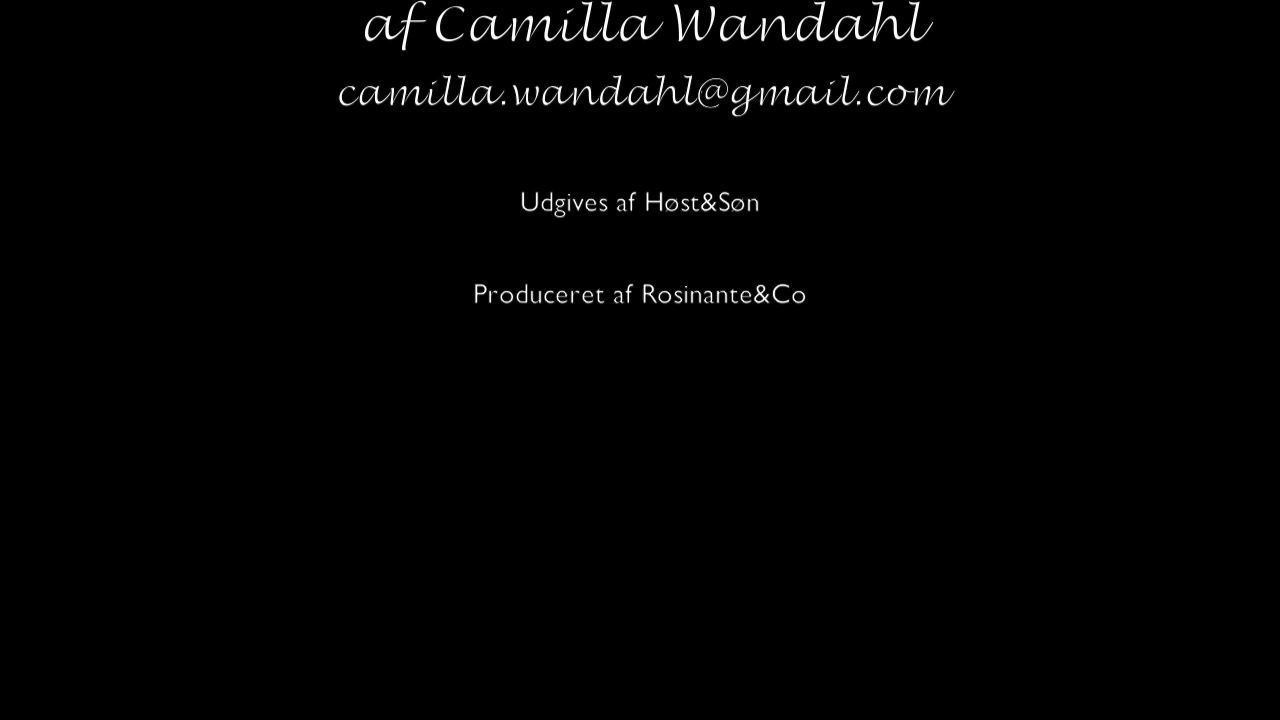 af Camilla Wandahl
camilla.wandahl@gmail.com
Udgives af Høst&Søn
Produceret af Rosinante&Co